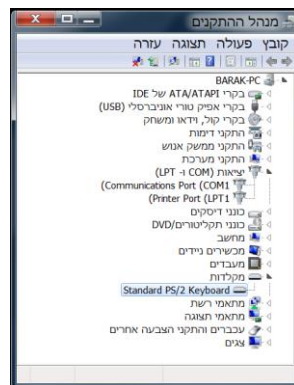 מנהל ההתקנים
קובץ פעולה תצוגה עזרה
BARAK-PC
בקרי ATA/ATAPI של IDE
בקרי אפיק טורי אוניברסלי (USB)
בקרי קול, וידאו ומשחק
התקני דימות
התקני ממשק אנוש
התקני מערכת
יציאות (COM ו- LPT)
(Communications Port (COM1
(Printer Port (LPT1
כונני דיסקים
כונני תקליטורים/DVD
מחשב
מכשירים ניידים
מעבדים
מקלדות
Standard PS/2 Keyboard
מתאמי רשת
מתאמי תצוגה
עכברים והתקני הצבעה אחרים
צגים